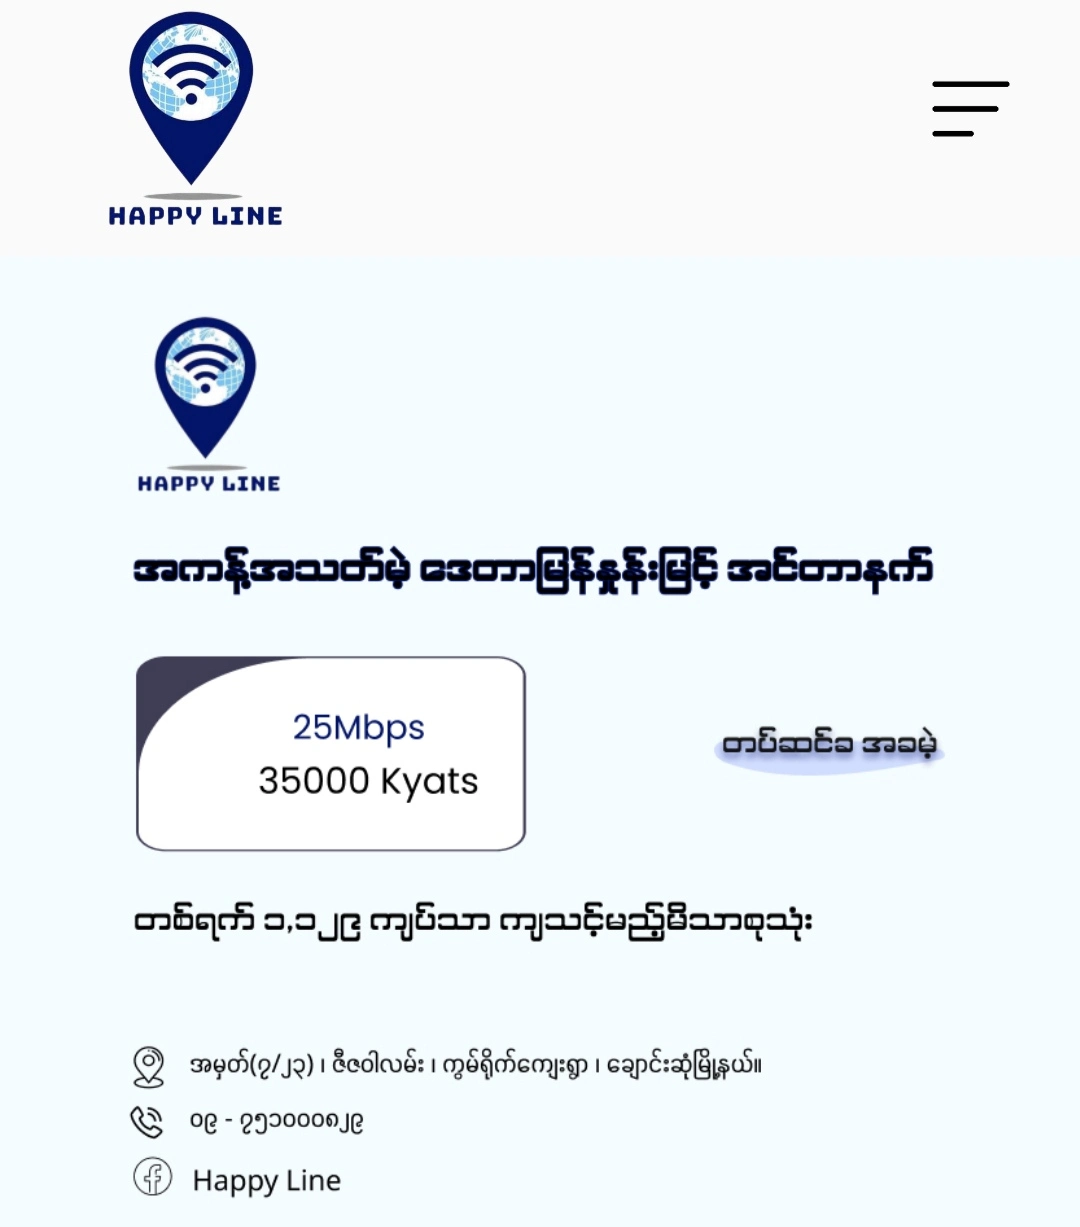 HAPPY LINE
HAPPY LINE
အကန့်အသတ်မဲ့ ဒေတာမြန်နှုန်းမြင့် အင်တာနက်
25Mbps
35000 Kyats
တပ်ဆင်ခ အခမဲ့
တစ်ရက် ၁,၁၂၉ ကျပ်သာ ကျသင့်မည့်မိသားစုသုံး
အမှတ်(၇/၂၃) ၊ ဇီဇဝါလမ်း ၊ ကွမ်ရိုက်ကျေးရွာ ၊ ချောင်းဆုံမြို့နယ်။
၀၉ - ၇၅၁၀၀၀၈၂၉
Happy Line